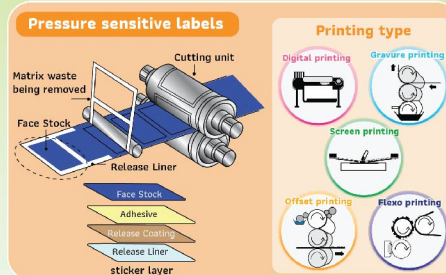 Pressure sensitive labels
Cutting unit
Matrix waste
being removed
Face Stock
Release Liner
Face Stock
Adhesive
Release Coating
Release Liner
sticker layer
Printing type
Digital printing
Gravure printing
Screen printing
Offset printing
Flexo printing